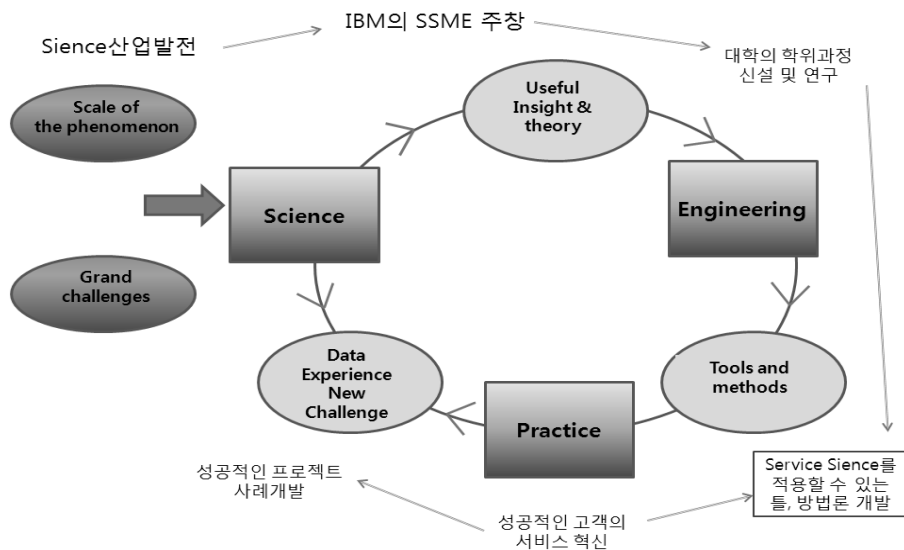 IBM의 SSME 주창
Sience산업발전
대학의 학위과정
신설 및 연구
Scale of
the phenomenon
Useful
Insight &
theory
Science
Engineering
Grand
challenges
Data
Experience
New
Challenge
Tools and
methods
Practice
성공적인 프로젝트
사례개발
Service Sience를
적용할 수 있는
틀, 방법론 개발
성공적인 고객의
서비스 혁신